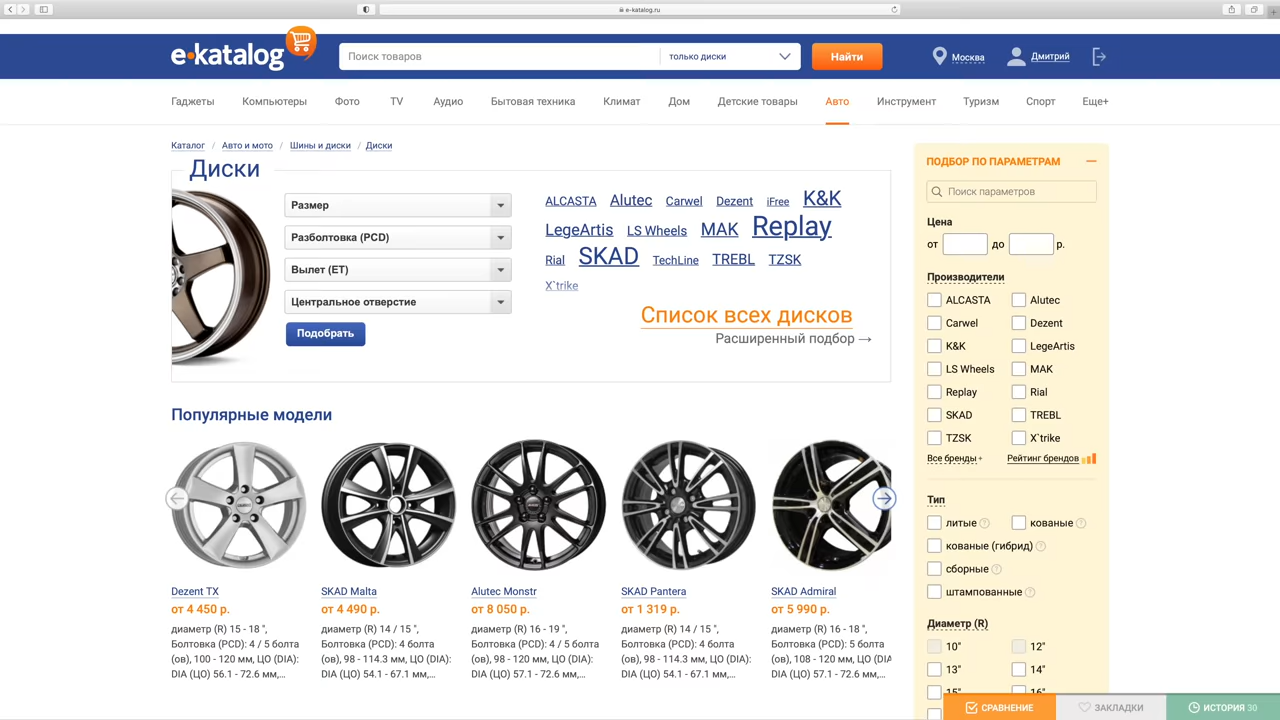 e-katalog.ru
e-katalog
Поиск товаров
только диски
Найти
Москва
Дмитрий
Гаджеты Компьютеры Фото TV Аудио Бытовая техника Климат Дом Детские товары Авто Инструмент Туризм Спорт Еще+
Каталог / Авто и мото / Шины и диски / Диски
Диски
Размер
Разболтовка (PCD)
Вылет (ET)
Центральное отверстие
Подобрать
ALCASTA Alutec Carwel Dezent iFree K&K
LegeArtis LS Wheels MAK Replay
Rial SKAD TechLine TREBL TZSK
X`trike
Список всех дисков
Расширенный подбор →
Популярные модели
Dezent TX
от 4 450 р.
диаметр (R) 15 - 18 ",
Болтовка (PCD): 4 / 5 болта
(ов), 100 - 120 мм, ЦО (DIA):
DIA (ЦО) 56.1 - 72.6 мм,...
SKAD Malta
от 4 490 р.
диаметр (R) 14 / 15 ",
Болтовка (PCD): 4 болта
(ов), 98 - 114.3 мм, ЦО (DIA):
DIA (ЦО) 54.1 - 67.1 мм,...
Alutec Monstr
от 8 050 р.
диаметр (R) 16 - 19 ",
Болтовка (PCD): 4 / 5 болта
(ов), 98 - 120 мм, ЦО (DIA):
DIA (ЦО) 57.1 - 72.6 мм,...
SKAD Pantera
от 1 319 р.
диаметр (R) 14 / 15 ",
Болтовка (PCD): 4 болта
(ов), 98 - 114.3 мм, ЦО (DIA):
DIA (ЦО) 54.1 - 67.1 мм,...
SKAD Admiral
от 5 990 р.
диаметр (R) 16 - 18 ",
Болтовка (PCD): 5 болта
(ов), 108 - 120 мм, ЦО (DIA
DIA (ЦО) 57.1 - 72.6 мм,...
ПОДБОР ПО ПАРАМЕТРАМ
Поиск параметров
Цена
от до р.
Производители
ALCASTA Alutec
Carwel Dezent
K&K LegeArtis
LS Wheels MAK
Replay Rial
SKAD TREBL
TZSK X`trike
Все бренды+ Рейтинг брендов
Тип
литые ? кованые ?
кованые (гибрид) ?
сборные ?
штампованные ?
Диаметр (R)
10" 12"
13" 14"
15" 16"
СРАВНЕНИЕ
ЗАКЛАДКИ
ИСТОРИЯ 30